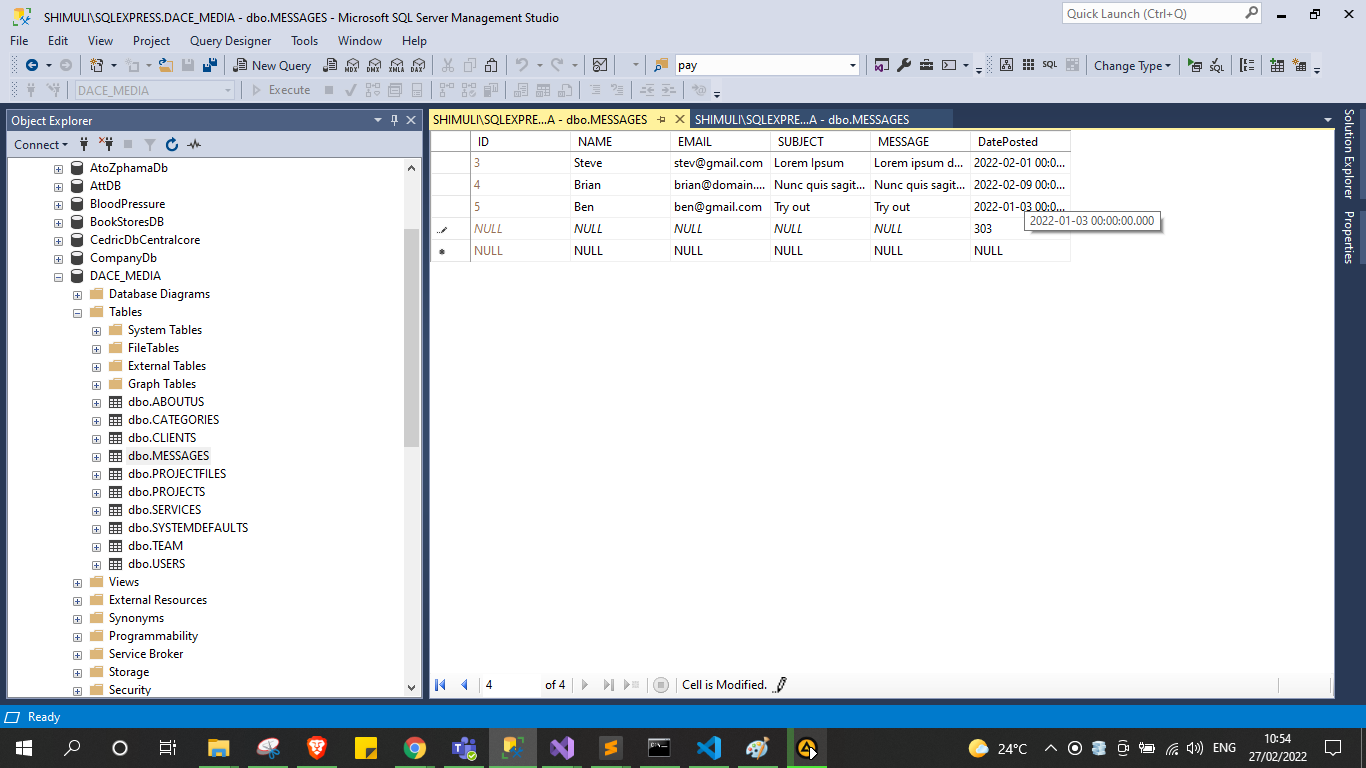 SHIMULI\SQLEXPRESS.DACE_MEDIA - dbo.MESSAGES - Microsoft SQL Server Management Studio
Quick Launch (Ctrl+Q)
File Edit View Project Query Designer Tools Window Help
New Query MDX DMX XMLA DAX pay SQL Change Type
DACE_MEDIA Execute
Object Explorer
Connect
AtoZphamaDb
AttDB
BloodPressure
BookStoresDB
CedricDbCentralcore
CompanyDb
DACE_MEDIA
Database Diagrams
Tables
System Tables
FileTables
External Tables
Graph Tables
dbo.ABOUTUS
dbo.CATEGORIES
dbo.CLIENTS
dbo.MESSAGES
dbo.PROJECTFILES
dbo.PROJECTS
dbo.SERVICES
dbo.SYSTEMDEFAULTS
dbo.TEAM
dbo.USERS
Views
External Resources
Synonyms
Programmability
Service Broker
Storage
Security
SHIMULI\SQLEXPRE...A - dbo.MESSAGES SHIMULI\SQLEXPRE...A - dbo.MESSAGES
ID NAME EMAIL SUBJECT MESSAGE DatePosted
3 Steve stev@gmail.com Lorem Ipsum Lorem ipsum d... 2022-02-01 00:0...
4 Brian brian@domain.... Nunc quis sagit... Nunc quis sagit... 2022-02-09 00:0...
5 Ben ben@gmail.com Try out Try out 2022-01-03 00:0...
2022-01-03 00:00:00.000
NULL NULL NULL NULL NULL 303
NULL NULL NULL NULL NULL NULL
4 of 4 Cell is Modified.
Solution Explorer
Properties
Ready
24°C ENG
10:54
27/02/2022